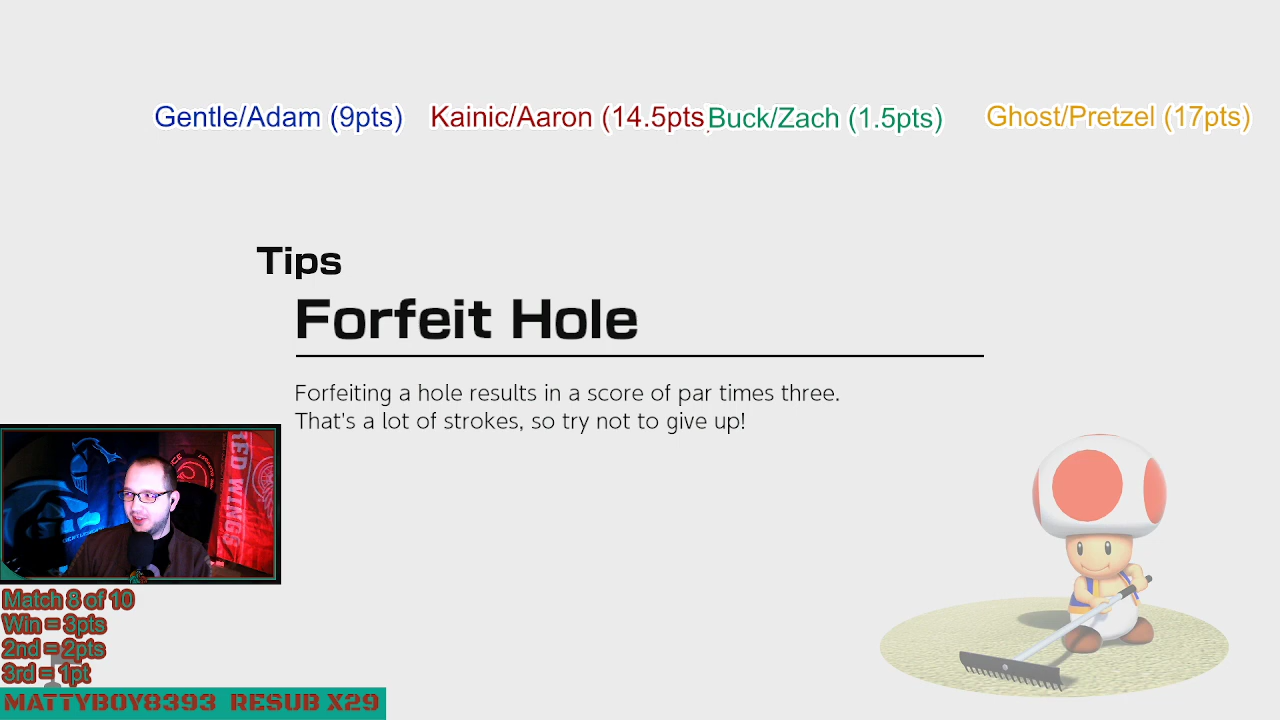 Gentle/Adam (9pts) Kainic/Aaron (14.5pts) Buck/Zach (1.5pts) Ghost/Pretzel (17pts)
Tips
Forfeit Hole
Forfeiting a hole results in a score of par times three.
That's a lot of strokes, so try not to give up!
RED WINGS
Match 8 of 10
Win = 3pts
2nd = 2pts
3rd = 1pt
MATTYBOY8393 RESUB X29